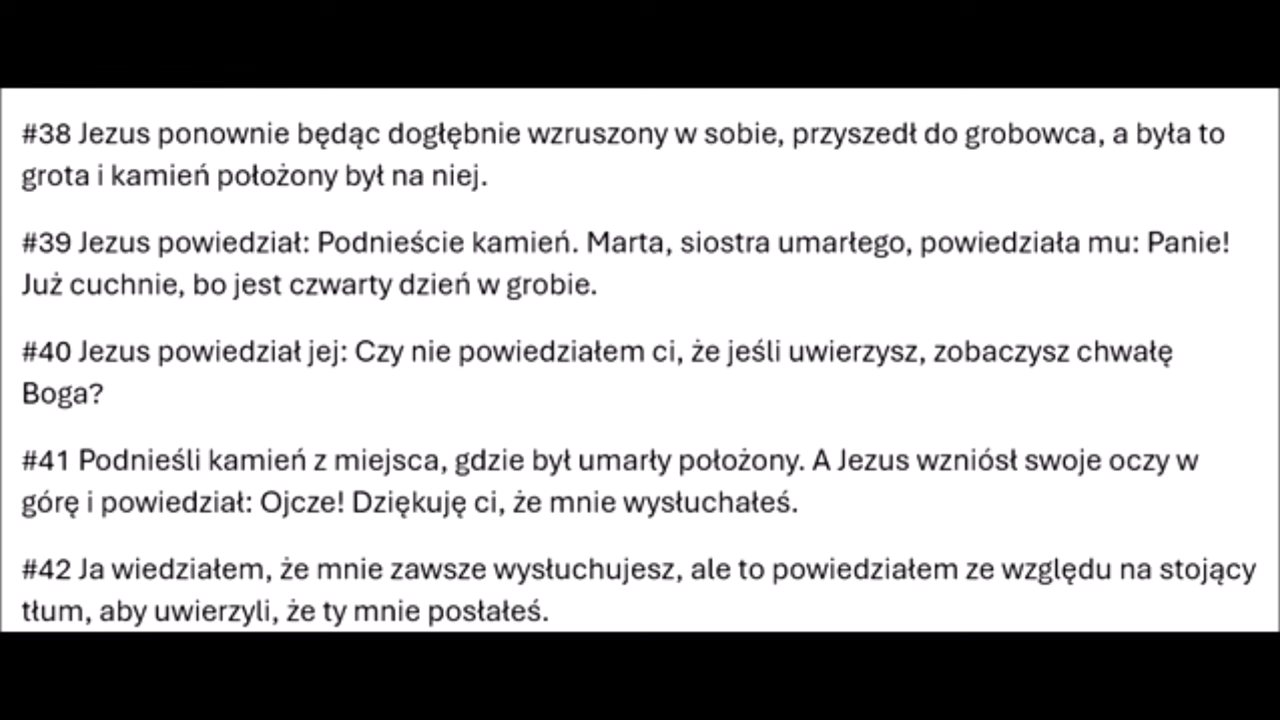 #38 Jezus ponownie będąc dogłębnie wzruszony w sobie, przyszedł do grobowca, a była to
grota i kamień położony był na niej.
#39 Jezus powiedział: Podnieście kamień. Marta, siostra umarłego, powiedziała mu: Panie!
Już cuchnie, bo jest czwarty dzień w grobie.
#40 Jezus powiedział jej: Czy nie powiedziałem ci, że jeśli uwierzysz, zobaczysz chwałę
Boga?
#41 Podnieśli kamień z miejsca, gdzie był umarły położony. A Jezus wzniósł swoje oczy w
górę i powiedział: Ojcze! Dziękuję ci, że mnie wysłuchałeś.
#42 Ja wiedziałem, że mnie zawsze wysłuchujesz, ale to powiedziałem ze względu na stojący
tłum, aby uwierzyli, że ty mnie posłałeś.